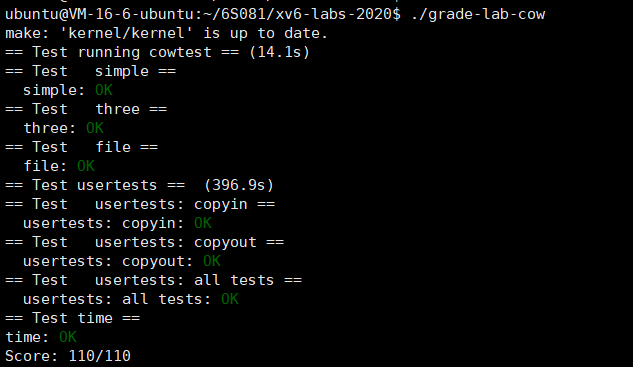 ubuntu@VM-16-6-ubuntu:~/6S081/xv6-labs-2020$ ./grade-lab-cow
make: 'kernel/kernel' is up to date.
== Test running cowtest == (14.1s)
== Test   simple ==
  simple: OK
== Test   three ==
  three: OK
== Test   file ==
  file: OK
== Test usertests ==  (396.9s)
== Test   usertests: copyin ==
  usertests: copyin: OK
== Test   usertests: copyout ==
  usertests: copyout: OK
== Test   usertests: all tests ==
  usertests: all tests: OK
== Test time ==
time: OK
Score: 110/110